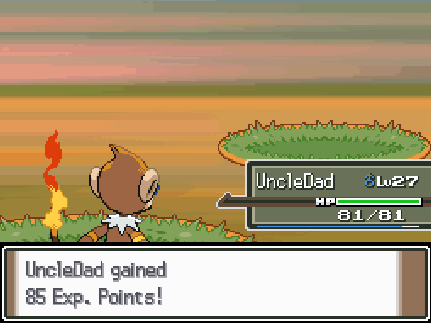 UncleDad ♂Lv27
HP
81/81
UncleDad gained
85 Exp. Points!